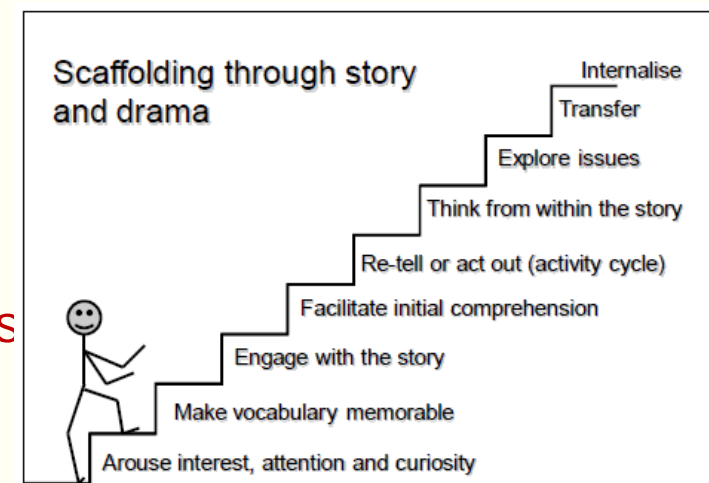 Scaffolding through story
and drama
Internalise
Transfer
Explore issues
Think from within the story
Re-tell or act out (activity cycle)
Facilitate initial comprehension
s
Engage with the story
Make vocabulary memorable
Arouse interest, attention and curiosity